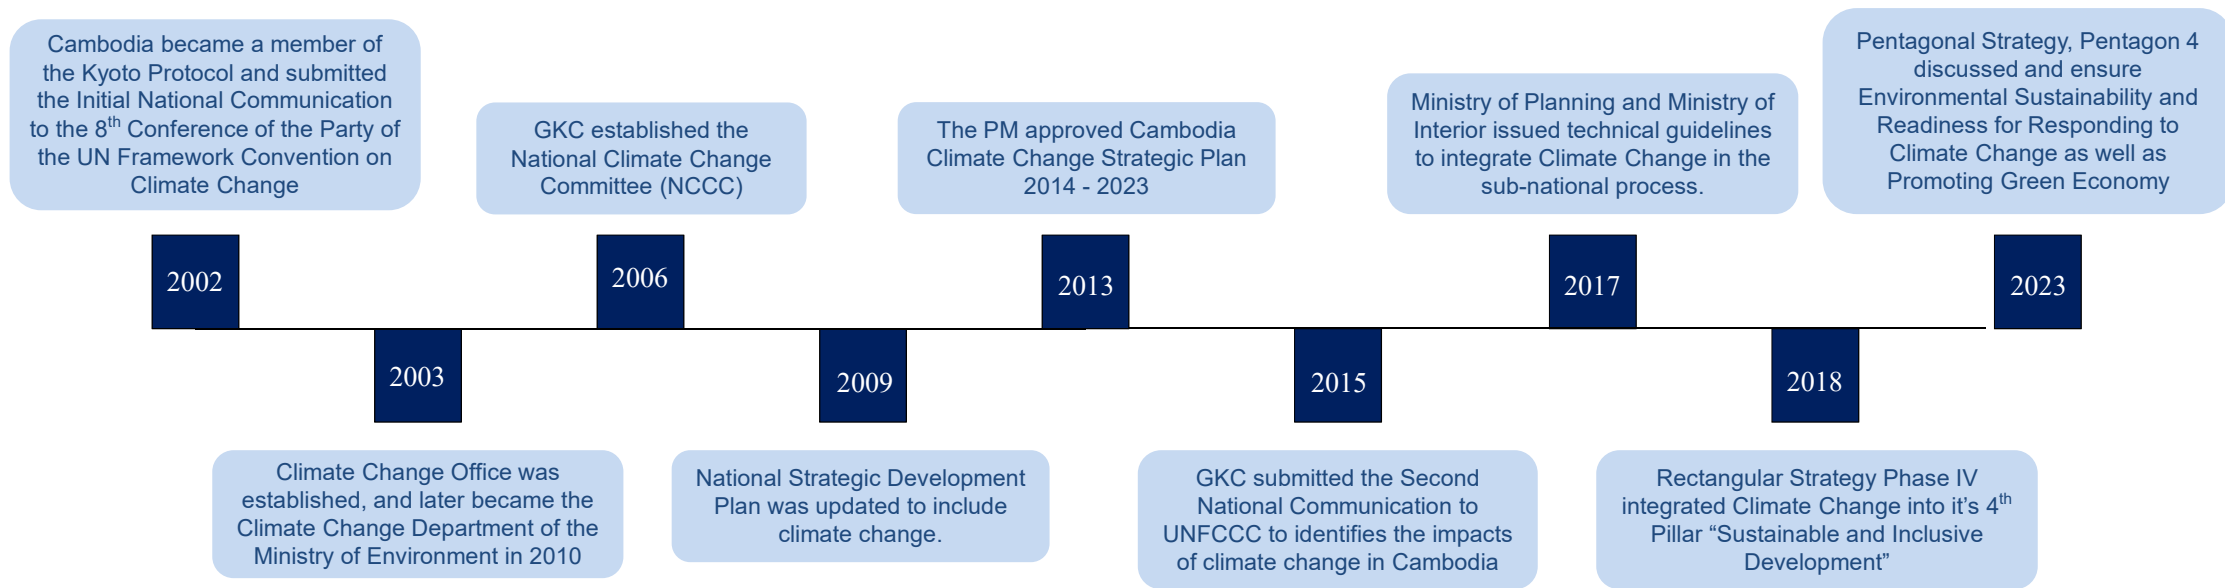 Cambodia became a member of
the Kyoto Protocol and submitted
the Initial National Communication
to the 8th Conference of the Party of
the UN Framework Convention on
Climate Change
GKC established the
National Climate Change
Committee (NCCC)
The PM approved Cambodia
Climate Change Strategic Plan
2014 - 2023
Ministry of Planning and Ministry of
Interior issued technical guidelines
to integrate Climate Change in the
sub-national process.
Pentagonal Strategy, Pentagon 4
discussed and ensure
Environmental Sustainability and
Readiness for Responding to
Climate Change as well as
Promoting Green Economy
2002
2006
2013
2017
2023
2003
2009
2015
2018
Climate Change Office was
established, and later became the
Climate Change Department of the
Ministry of Environment in 2010
National Strategic Development
Plan was updated to include
climate change.
GKC submitted the Second
National Communication to
UNFCCC to identifies the impacts
of climate change in Cambodia
Rectangular Strategy Phase IV
integrated Climate Change into it's 4th
Pillar “Sustainable and Inclusive
Development”